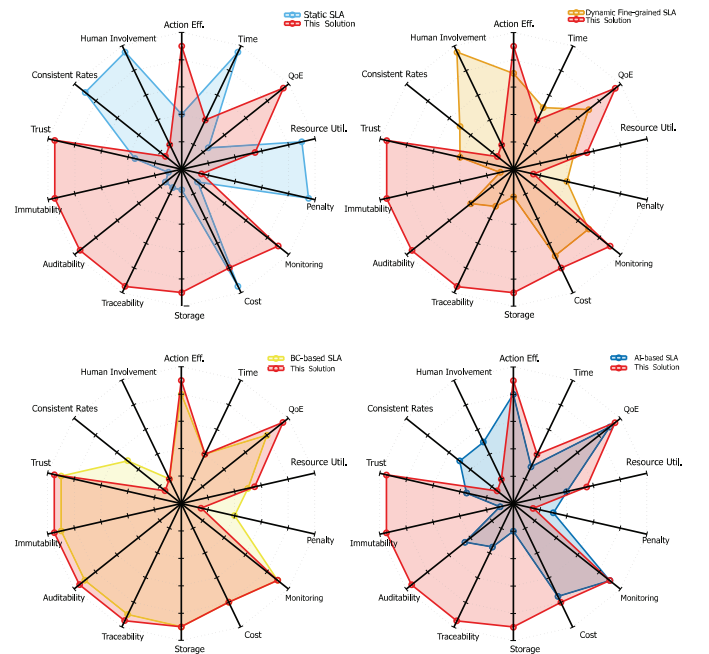 Action Eff.
Static SLA
This Solution
Human Involvement
Time
Consistent Rates
QoE
Trust
Resource Util.
Immutability
Penalty
Auditability
Monitoring
Traceability
Cost
Storage
Action Eff.
Dynamic Fine-grained SLA
This Solution
Human Involvement
Time
Consistent Rates
QoE
Trust
Resource Util.
Immutability
Penalty
Auditability
Monitoring
Traceability
Cost
Storage
Action Eff.
BC-based SLA
This Solution
Human Involvement
Time
Consistent Rates
QoE
Trust
Resource Util.
Immutability
Penalty
Auditability
Monitoring
Traceability
Cost
Storage
Action Eff.
AI-based SLA
This Solution
Human Involvement
Time
Consistent Rates
QoE
Trust
Resource Util.
Immutability
Penalty
Auditability
Monitoring
Traceability
Cost
Storage